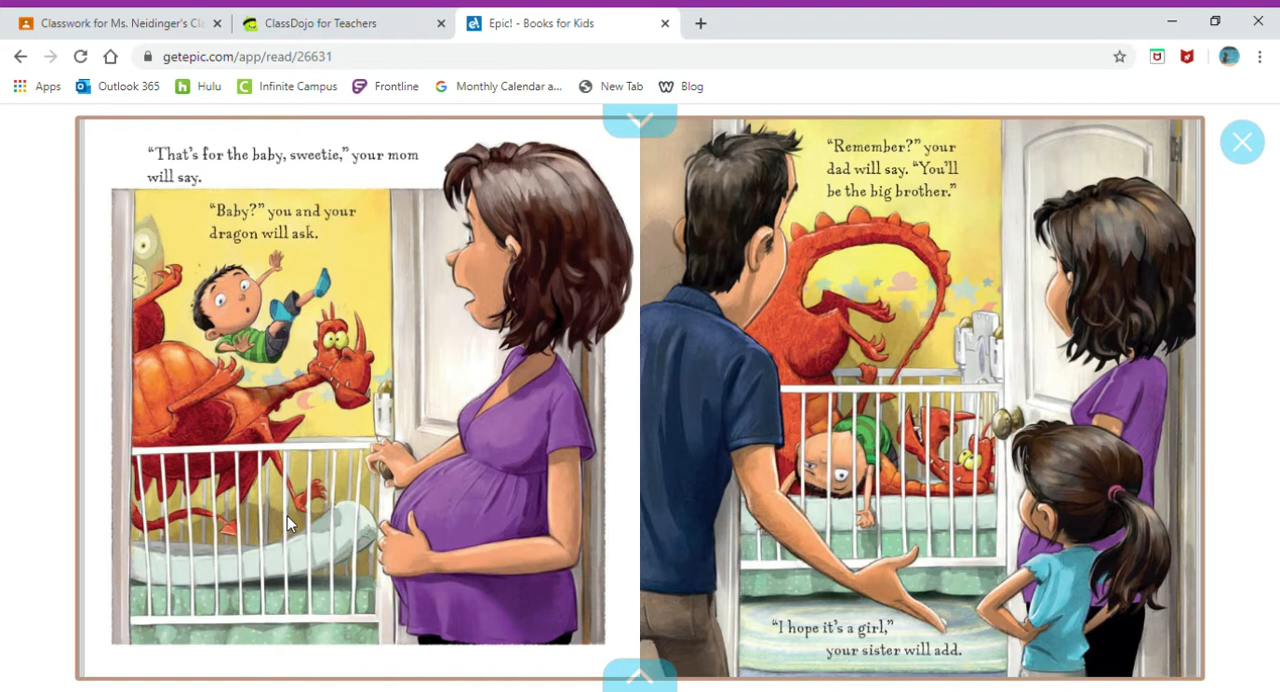 Classwork for Ms. Neidinger's Cla
ClassDojo for Teachers
Epic! - Books for Kids
getepic.com/app/read/26631
Apps
Outlook 365
Hulu
Infinite Campus
Frontline
Monthly Calendar a...
New Tab
Blog
“That’s for the baby, sweetie,” your mom
will say.
“Baby?” you and your
dragon will ask.
“Remember?” your
dad will say. “You’ll
be the big brother.”
“I hope it’s a girl,”
your sister will add.